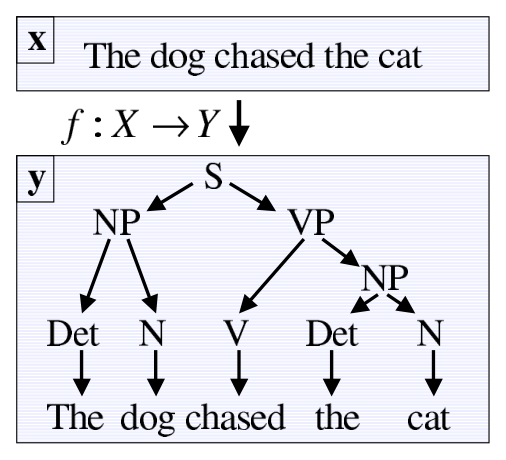 x
The dog chased the cat
f : X → Y
y
S
NP VP
NP
Det N V Det N
The dog chased the cat